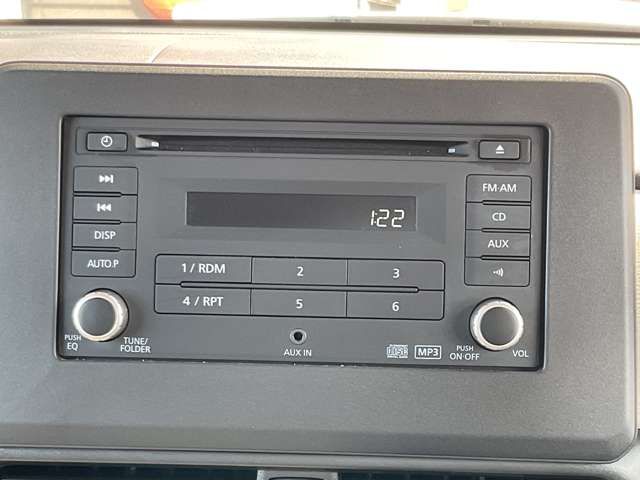 FM·AM
1:22
CD
DISP
AUX
AUTO.P
1 / RDM
2
3
4 / RPT
5
6
PUSH
EQ
TUNE/
FOLDER
AUX IN
MP3
PUSH
ON·OFF
VOL